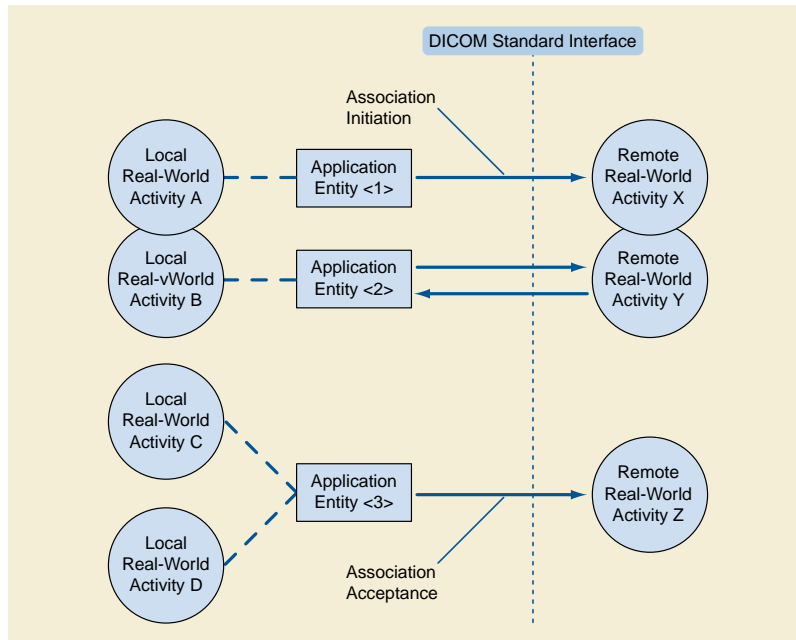 DICOM Standard Interface
Association
Initiation
Local
Real-World
Activity A
Application
Entity <1>
Remote
Real-World
Activity X
Local
Real-vWorld
Activity B
Application
Entity <2>
Remote
Real-World
Activity Y
Local
Real-World
Activity C
Application
Entity <3>
Remote
Real-World
Activity Z
Local
Real-World
Activity D
Association
Acceptance